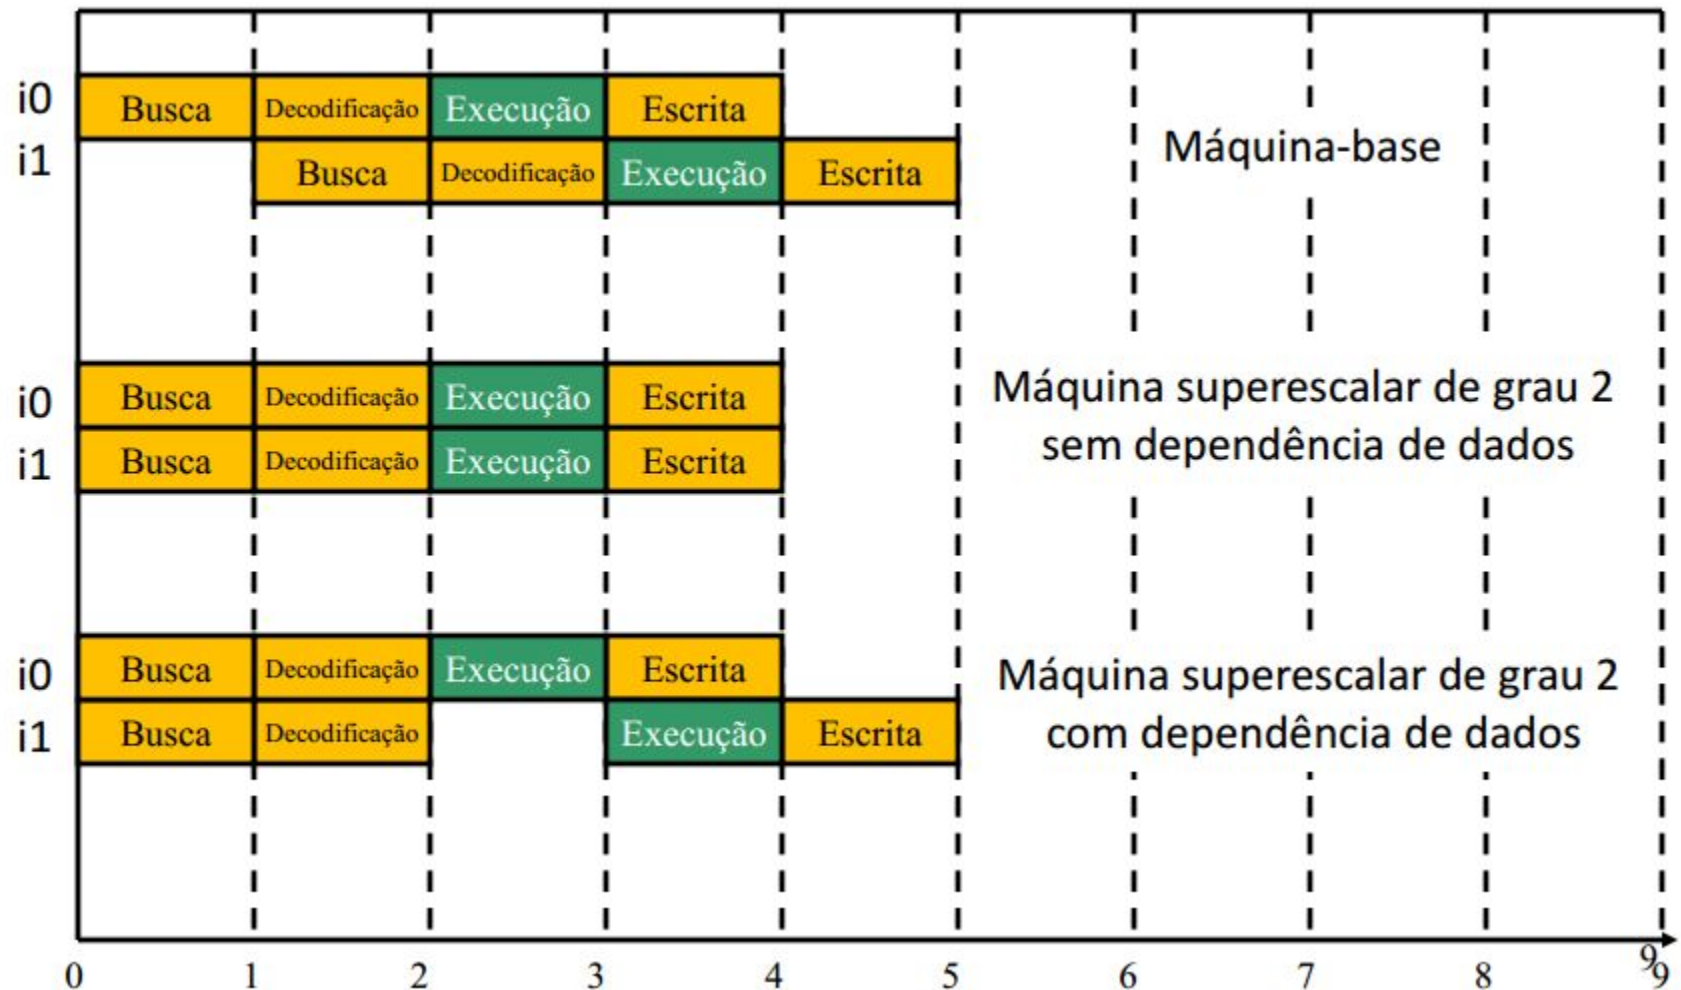 i0 Busca Decodificação Execução Escrita
i1 Busca Decodificação Execução Escrita
Máquina-base
i0 Busca Decodificação Execução Escrita
i1 Busca Decodificação Execução Escrita
Máquina superescalar de grau 2
sem dependência de dados
i0 Busca Decodificação Execução Escrita
i1 Busca Decodificação Execução Escrita
Máquina superescalar de grau 2
com dependência de dados
0 1 2 3 4 5 6 7 8 9 9